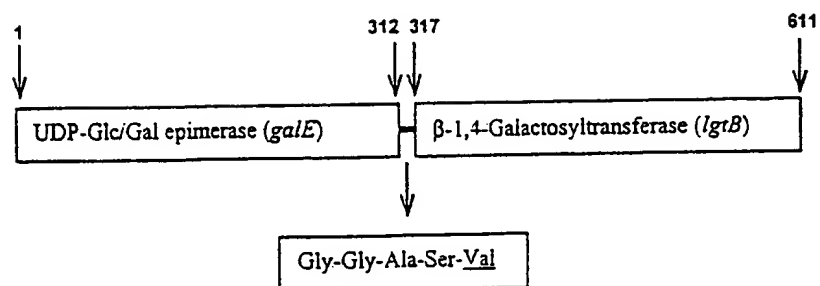 1 312 317 611
UDP-Glc/Gal epimerase (galE) β-1,4-Galactosyltransferase (lgtB)
Gly-Gly-Ala-Ser-Val